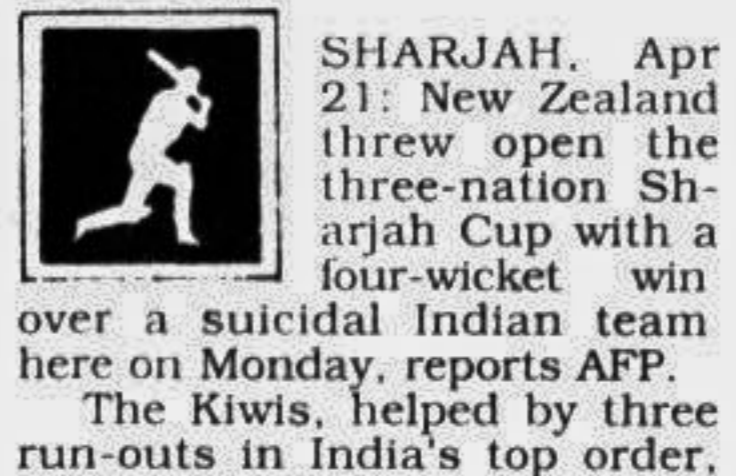 SHARJAH, Apr
21: New Zealand
threw open the
three-nation Sh-
arjah Cup with a
four-wicket win
over a suicidal Indian team
here on Monday, reports AFP.
The Kiwis, helped by three
run-outs in India's top order,